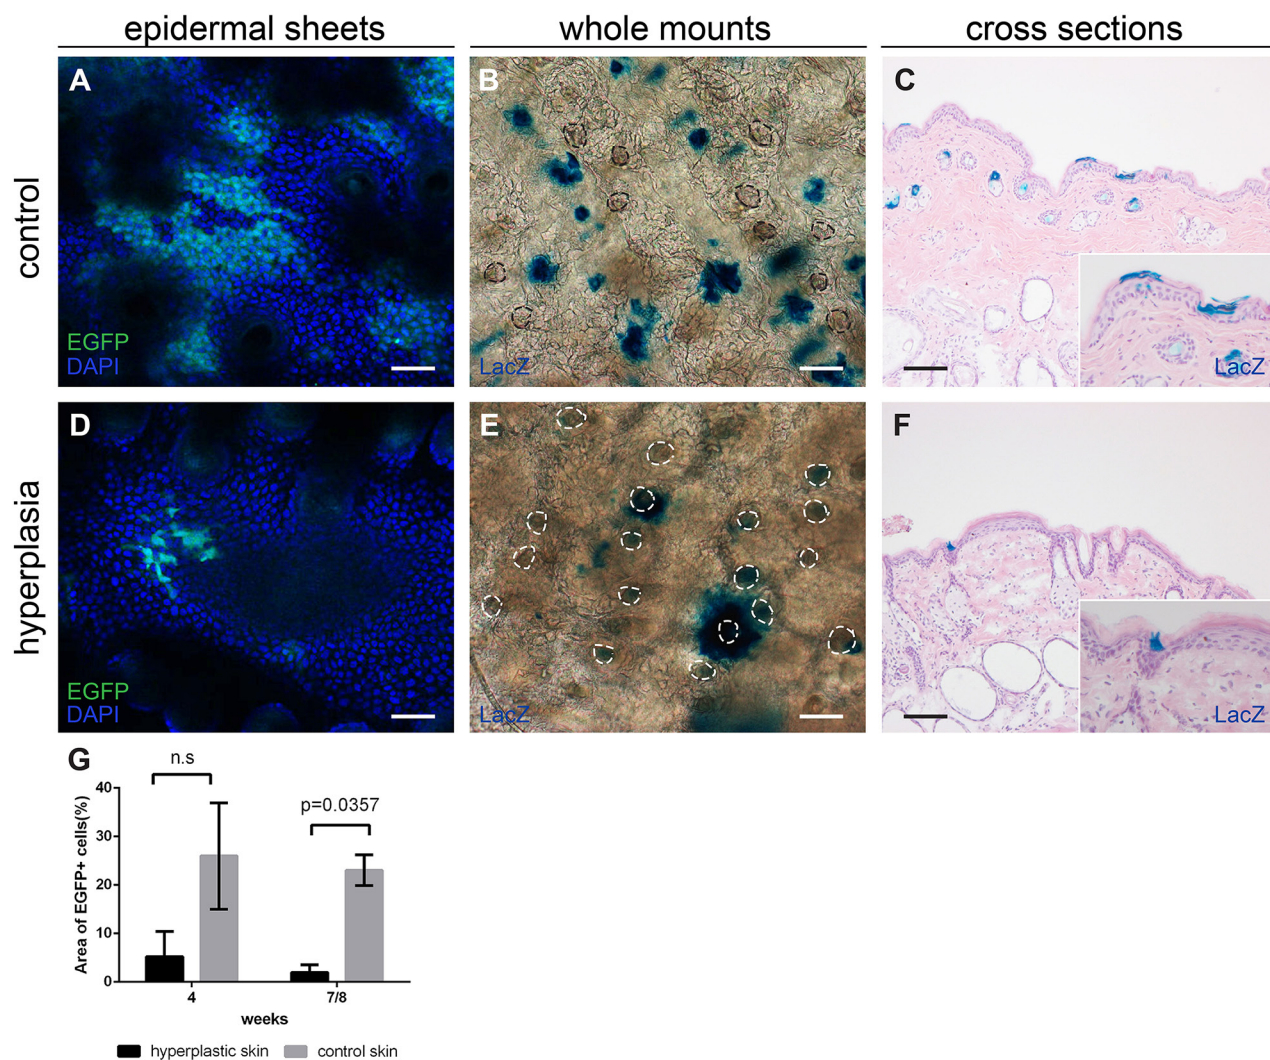 epidermal sheets
whole mounts
cross sections
control
A
EGFP
DAPI
B
LacZ
C
LacZ
hyperplasia
D
EGFP
DAPI
E
LacZ
F
LacZ
G
n.s
p=0.0357
Area of EGFP+ cells(%)
40
30
20
10
0
4
7/8
weeks
hyperplastic skin
control skin